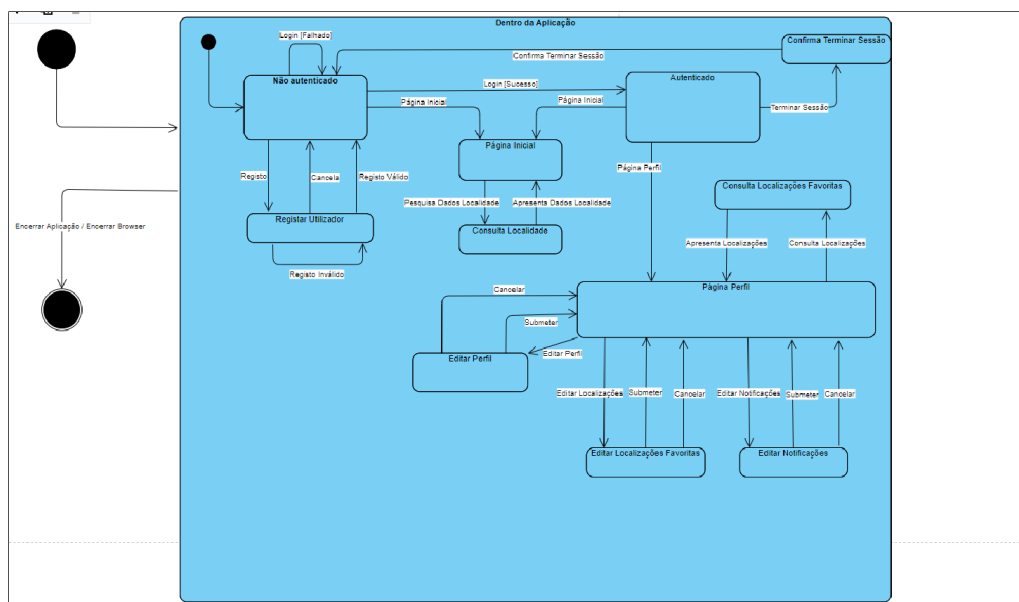 Dentro da Aplicação
Login [Falhado]
Confirma Terminar Sessão
Confirma Terminar Sessão
Não autenticado
Login [Sucesso]
Autenticado
Página Inicial
Página Inicial
Terminar Sessão
Página Inicial
Página Perfil
Registo
Cancela
Registo Válido
Consulta Localizações Favoritas
Pesquisa Dados Localidade
Apresenta Dados Localidade
Registar Utilizador
Encerrar Aplicação / Encerrar Browser
Consulta Localidade
Apresenta Localizações
Consulta Localizações
Registo Inválido
Página Perfil
Cancelar
Submeter
Editar Perfil
Editar Perfil
Editar Localizações
Submeter
Cancelar
Editar Notificações
Submeter
Cancelar
Editar Localizações Favoritas
Editar Notificações